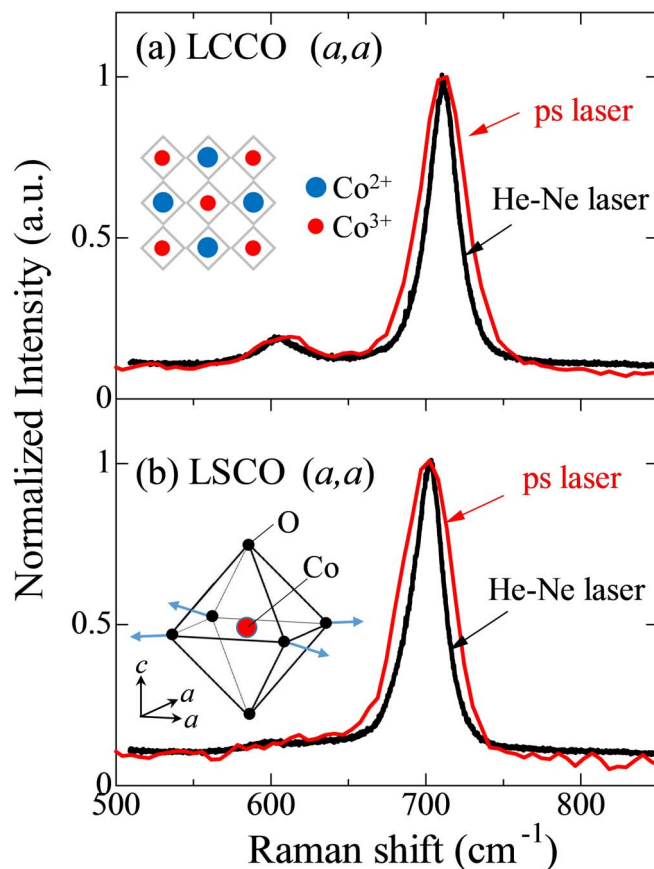 (a) LCCO (a,a)
1
ps laser
Co2+
He-Ne laser
Co3+
0.5
0
Normalized Intensity (a.u.)
(b) LSCO (a,a)
1
ps laser
O
Co
He-Ne laser
0.5
c
a
a
0
500 600 700 800
Raman shift (cm-1)